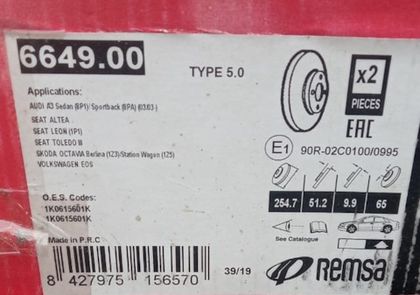 6649.00
TYPE 5.0
x2
PIECES
Applications:
AUDI A3 Sedan (8P1)/Sportback (8PA) (03.03-)
SEAT ALTEA
SEAT LEON (1P1)
SEAT TOLEDO III
SKODA OCTAVIA Berlina (1Z3)/Station Wagon (1Z5)
VOLKSWAGEN EOS
EAC
E1 90R-02C0100/0995
254.7 51.2 9.9 65
O.E.S. Codes:
1K0615601K
1K0615601K
See Catalogue
Made in P.R.C
8 427975 156570
39/19
Remsa